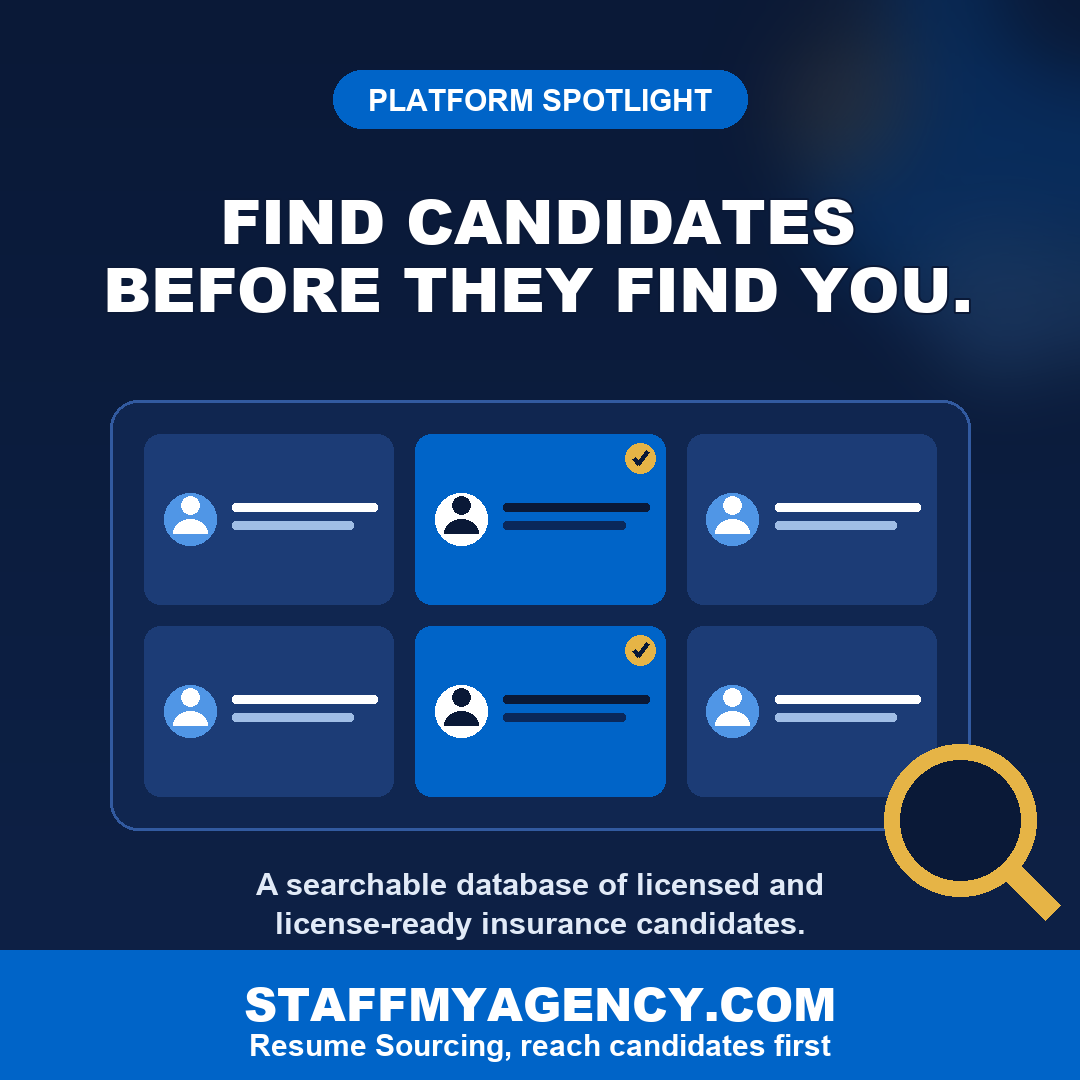 PLATFORM SPOTLIGHT
FIND CANDIDATES
BEFORE THEY FIND YOU.
A searchable database of licensed and
license-ready insurance candidates.
STAFFMYAGENCY.COM
Resume Sourcing, reach candidates first